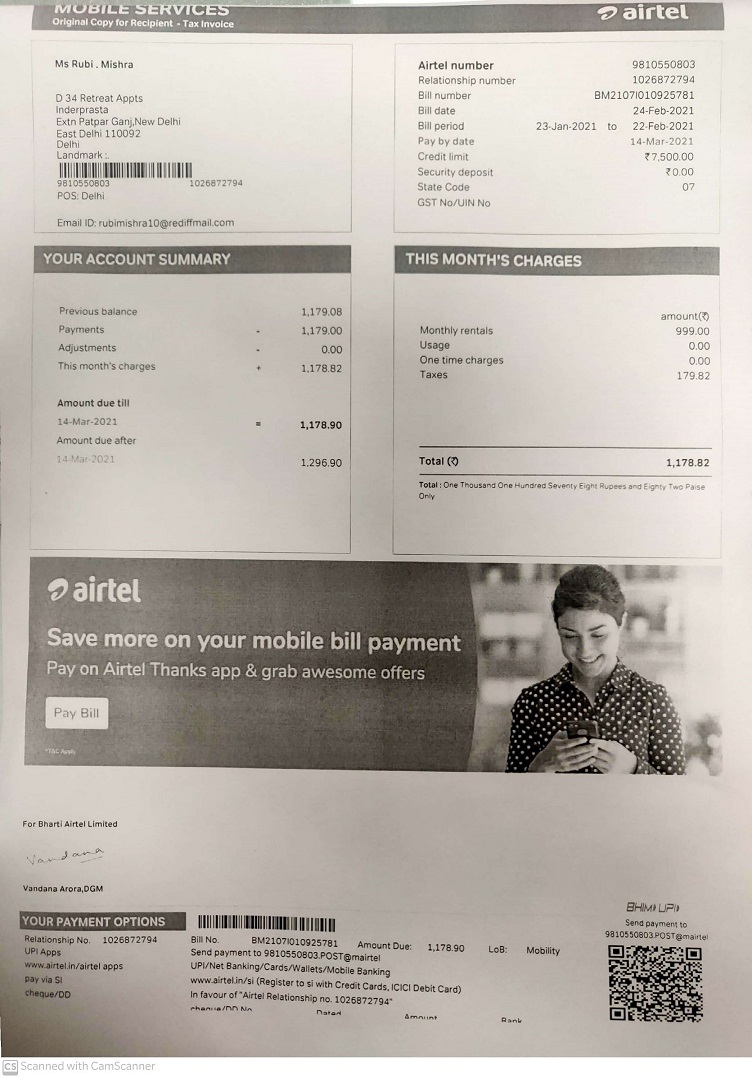 MOBILE SERVICES
Original Copy for Recipient - Tax Invoice
airtel
Ms Rubi . Mishra
D 34 Retreat Appts
Inderprasta
Extn Patpar Ganj,New Delhi
East Delhi 110092
Delhi
Landmark :.
9810550803 1026872794
POS: Delhi
Email ID: rubimishra10@rediffmail.com
Airtel number 9810550803
Relationship number 1026872794
Bill number BM2107I010925781
Bill date 24-Feb-2021
Bill period 23-Jan-2021 to 22-Feb-2021
Pay by date 14-Mar-2021
Credit limit ₹7,500.00
Security deposit ₹0.00
State Code 07
GST No/UIN No
YOUR ACCOUNT SUMMARY
Previous balance 1,179.08
Payments - 1,179.00
Adjustments - 0.00
This month's charges + 1,178.82
Amount due till
14-Mar-2021 = 1,178.90
Amount due after
14-Mar-2021 1,296.90
THIS MONTH'S CHARGES
amount(₹)
Monthly rentals 999.00
Usage 0.00
One time charges 0.00
Taxes 179.82
Total (₹) 1,178.82
Total : One Thousand One Hundred Seventy Eight Rupees and Eighty Two Paise
Only
airtel
Save more on your mobile bill payment
Pay on Airtel Thanks app & grab awesome offers
Pay Bill
*T&C Apply
For Bharti Airtel Limited
Vandana
Vandana Arora,DGM
YOUR PAYMENT OPTIONS
Relationship No. 1026872794
UPI Apps
www.airtel.in/airtel apps
pay via SI
cheque/DD
Bill No. BM2107I010925781 Amount Due: 1,178.90 LoB: Mobility
Send payment to 9810550803.POST@mairtel
UPI/Net Banking/Cards/Wallets/Mobile Banking
www.airtel.in/si (Register to si with Credit Cards, ICICI Debit Card)
In favour of "Airtel Relationship no. 1026872794"
cheque/DD No Dated Amount Bank
BHIM UPI
Send payment to
9810550803.POST@mairtel
CS Scanned with CamScanner